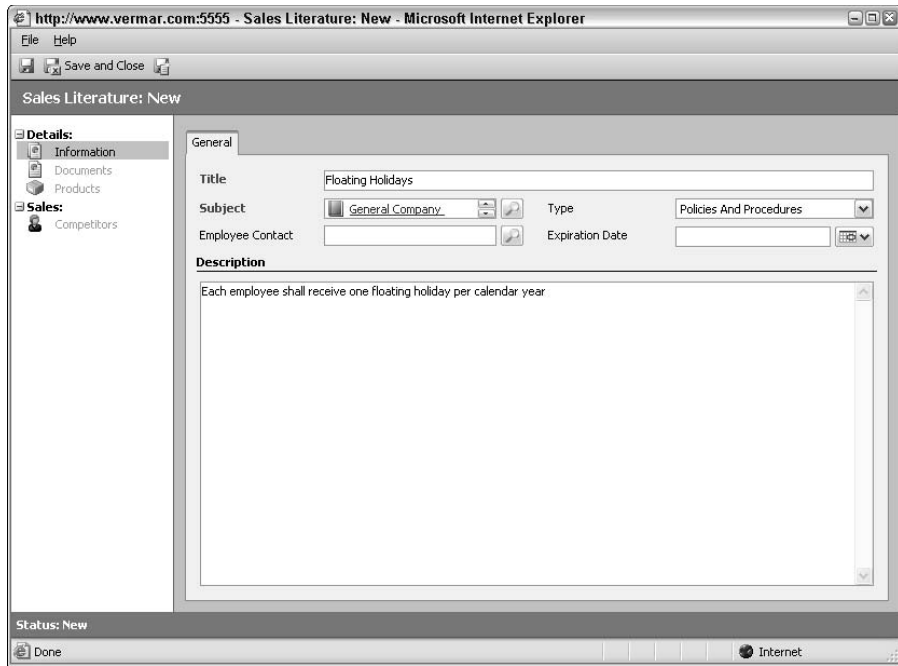 http://www.vermar.com:5555 - Sales Literature: New - Microsoft Internet Explorer
File Help
Save and Close
Sales Literature: New
Details:
Information
Documents
Products
Sales:
Competitors
General
Title Floating Holidays
Subject General Company Type Policies And Procedures
Employee Contact Expiration Date
Description
Each employee shall receive one floating holiday per calendar year
Status: New
Done Internet